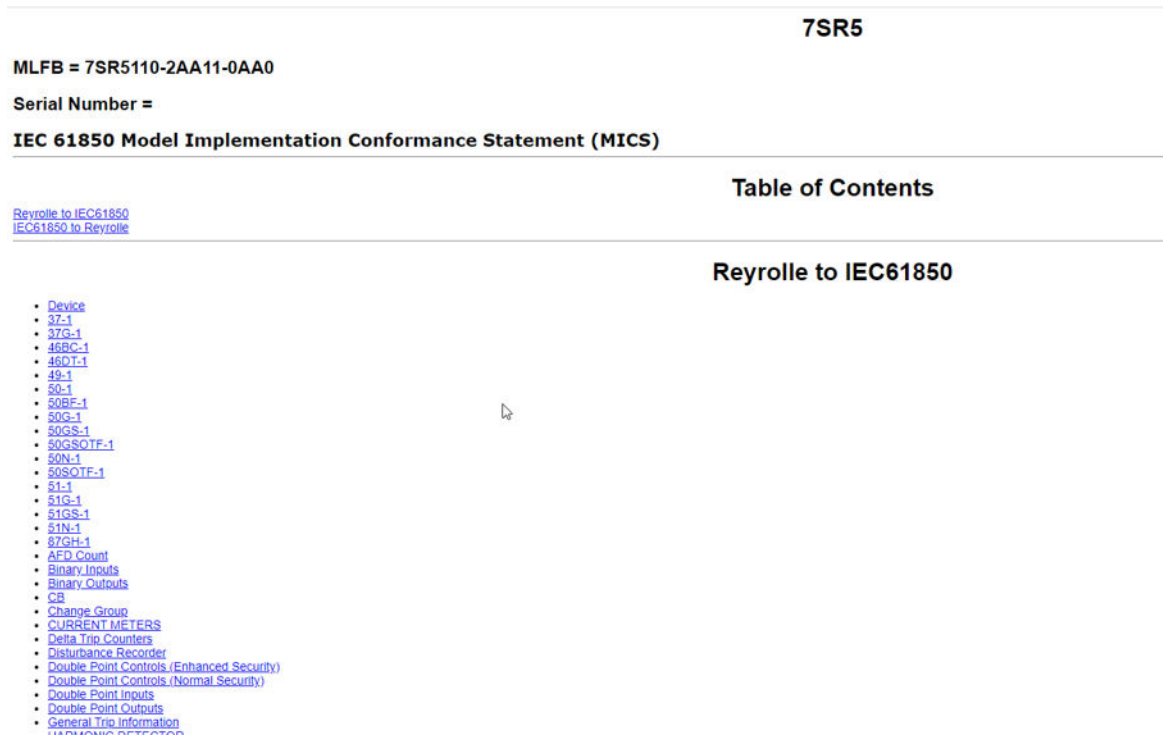 7SR5
MLFB = 7SR5110-2AA11-0AA0
Serial Number =
IEC 61850 Model Implementation Conformance Statement (MICS)
Table of Contents
Reyrolle to IEC61850
IEC61850 to Reyrolle
Reyrolle to IEC61850
• Device
• 37-1
• 37G-1
• 46BC-1
• 46DT-1
• 49-1
• 50-1
• 50BF-1
• 50G-1
• 50GS-1
• 50GSOTF-1
• 50N-1
• 50SOTF-1
• 51-1
• 51G-1
• 51GS-1
• 51N-1
• 87GH-1
• AFD Count
• Binary Inputs
• Binary Outputs
• CB
• Change Group
• CURRENT METERS
• Delta Trip Counters
• Disturbance Recorder
• Double Point Controls (Enhanced Security)
• Double Point Controls (Normal Security)
• Double Point Inputs
• Double Point Outputs
• General Trip Information
• HARMONIC DETECTOR